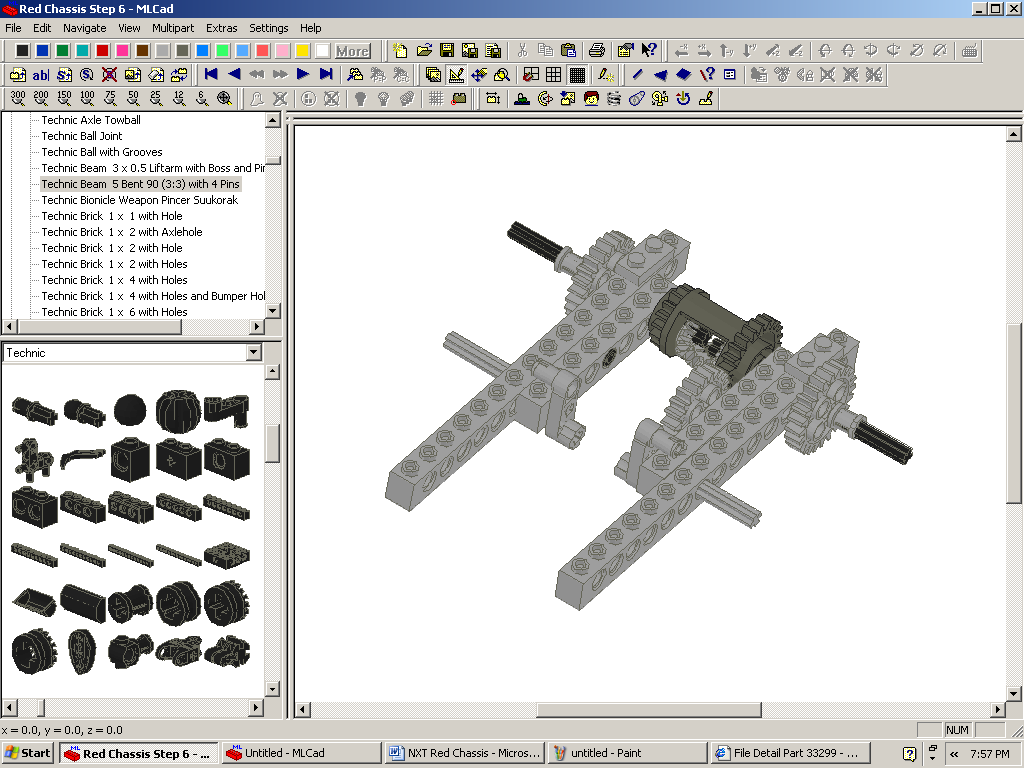 Red Chassis Step 6 - MLCad
File Edit Navigate View Multipart Extras Settings Help
More
ab|
300 200 150 100 75 50 25 12 6
Technic Axle Towball
Technic Ball Joint
Technic Ball with Grooves
Technic Beam 3 x 0.5 Liftarm with Boss and Pin
Technic Beam 5 Bent 90 (3:3) with 4 Pins
Technic Bionicle Weapon Pincer Suukorak
Technic Brick 1 x 1 with Hole
Technic Brick 1 x 2 with Axlehole
Technic Brick 1 x 2 with Hole
Technic Brick 1 x 2 with Holes
Technic Brick 1 x 4 with Holes
Technic Brick 1 x 4 with Holes and Bumper Hol
Technic Brick 1 x 6 with Holes
Technic
x = 0.0, y = 0.0, z = 0.0
NUM
Start
Red Chassis Step 6 - ...
Untitled - MLCad
NXT Red Chassis - Micros...
untitled - Paint
File Detail Part 33299 - ...
«
7:57 PM